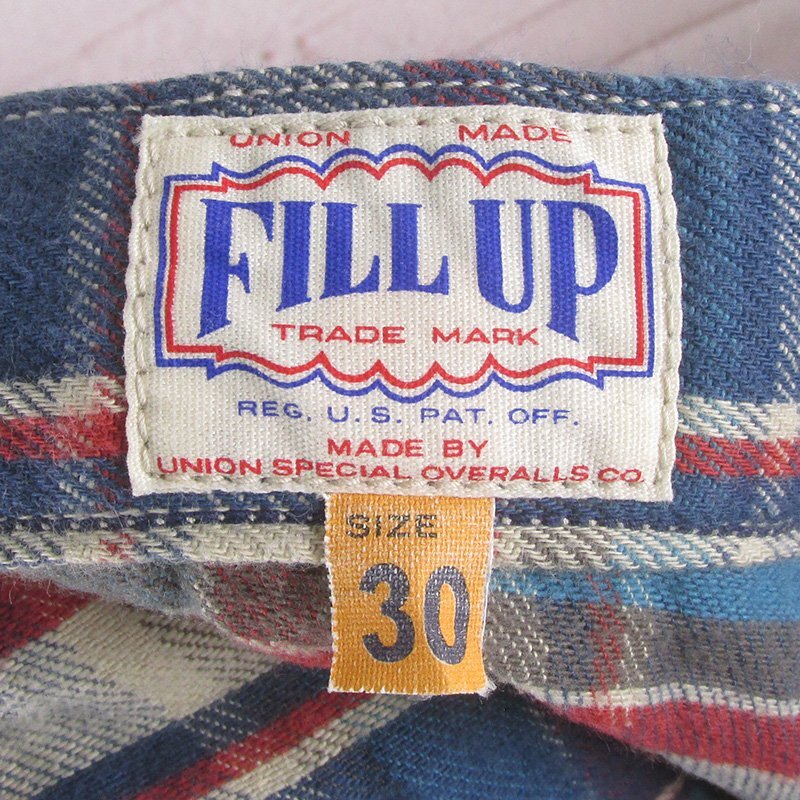 UNION MADE
FILL UP
TRADE MARK
REG. U.S. PAT. OFF.
MADE BY
UNION SPECIAL OVERALLS CO.
SIZE
30